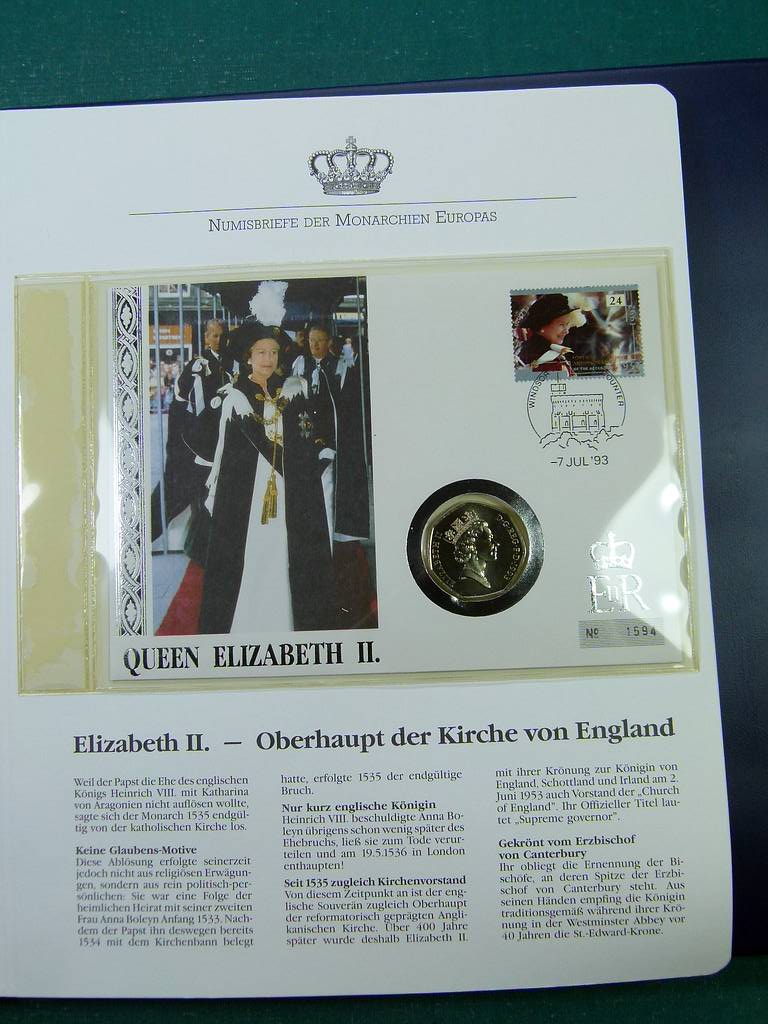 NUMISBRIEFE DER MONARCHIEN EUROPAS
24
WINDSOR
-7 JUL '93
ELIZABETH II D·G·REG·F·D·1993
EIIR
Nº 1594
QUEEN ELIZABETH II.
Elizabeth II. – Oberhaupt der Kirche von England
Weil der Papst die Ehe des englischen
Königs Heinrich VIII. mit Katharina
von Aragonien nicht auflösen wollte,
sagte sich der Monarch 1535 endgül-
tig von der katholischen Kirche los.
Keine Glaubens-Motive
Diese Ablösung erfolgte seinerzeit
jedoch nicht aus religiösen Erwägun-
gen, sondern aus rein politisch-per-
sönlichen: Sie war eine Folge der
heimlichen Heirat mit seiner zweiten
Frau Anna Boleyn Anfang 1533. Nach-
dem der Papst ihn deswegen bereits
1534 mit dem Kirchenbann belegt
hatte, erfolgte 1535 der endgültige
Bruch.
Nur kurz englische Königin
Heinrich VIII. beschuldigte Anna Bo-
leyn übrigens schon wenig später des
Ehebruchs, ließ sie zum Tode verur-
teilen und am 19.5.1536 in London
enthaupten!
Seit 1535 zugleich Kirchenvorstand
Von diesem Zeitpunkt an ist der eng-
lische Souverän zugleich Oberhaupt
der reformatorisch geprägten Angli-
kanischen Kirche. Über 400 Jahre
später wurde deshalb Elizabeth II.
mit ihrer Krönung zur Königin von
England, Schottland und Irland am 2.
Juni 1953 auch Vorstand der „Church
of England". Ihr Offizieller Titel lau-
tet „Supreme governor".
Gekrönt vom Erzbischof
von Canterbury
Ihr obliegt die Ernennung der Bi-
schöfe, an deren Spitze der Erzbi-
schof von Canterbury steht. Aus
seinen Händen empfing die Königin
traditionsgemäß während ihrer Krö-
nung in der Westminster Abbey vor
40 Jahren die St.-Edward-Krone.